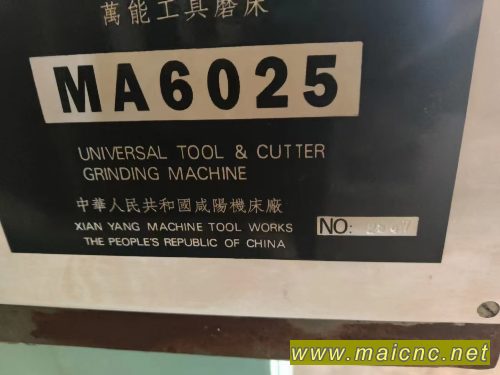 萬能工具磨床
MA6025
UNIVERSAL TOOL & CUTTER
GRINDING MACHINE
中華人民共和國咸陽機床廠
XIAN YANG MACHINE TOOL WORKS
THE PEOPLE'S REPUBLIC OF CHINA
NO:
www.maicnc.net